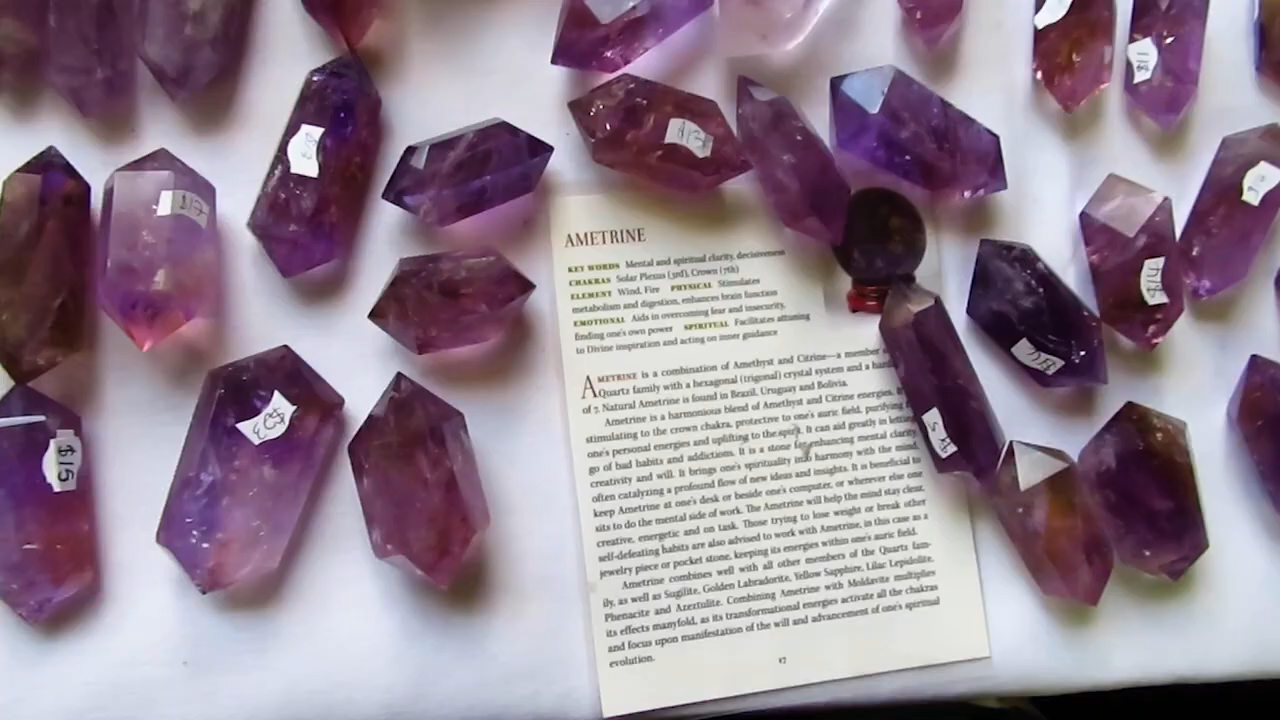 $11
$17
$15
$14
AMETRINE
KEY WORDS Mental and spiritual clarity, decisiveness
CHAKRAS Solar Plexus (3rd), Crown (7th)
ELEMENT Wind, Fire PHYSICAL Stimulates
metabolism and digestion, enhances brain function
EMOTIONAL Aids in overcoming fear and insecurity,
finding one's own power SPIRITUAL Facilitates attuning
to Divine inspiration and acting on inner guidance
AMETRINE is a combination of Amethyst and Citrine—a member
Quartz family with a hexagonal (trigonal) crystal system and a
of 7. Natural Ametrine is found in Brazil, Uruguay and Bolivia.
Ametrine is a harmonious blend of Amethyst and Citrine energies.
stimulating to the crown chakra, protective to one's auric field, purifying
one's personal energies and uplifting to the spirit. It can aid greatly in
go of bad habits and addictions. It is a stone for enhancing mental clarity,
creativity and will. It brings one's spirituality into harmony with the
often catalyzing a profound flow of new ideas and insights. It is beneficial to
keep Ametrine at one's desk or beside one's computer, or wherever else one
sits to do the mental side of work. The Ametrine will help the mind stay clear,
creative, energetic and on task. Those trying to lose weight or break other
self-defeating habits are also advised to work with Ametrine, in this case as a
jewelry piece or pocket stone, keeping its energies within one's auric field.
Ametrine combines well with all other members of the Quartz fam-
ily, as well as Sugilite, Golden Labradorite, Yellow Sapphire, Lilac Lepidolite,
Phenacite and Azeztulite. Combining Ametrine with Moldavite multiplies
its effects manyfold, as its transformational energies activate all the chakras
and focus upon manifestation of the will and advancement of one's spiritual
evolution.
17